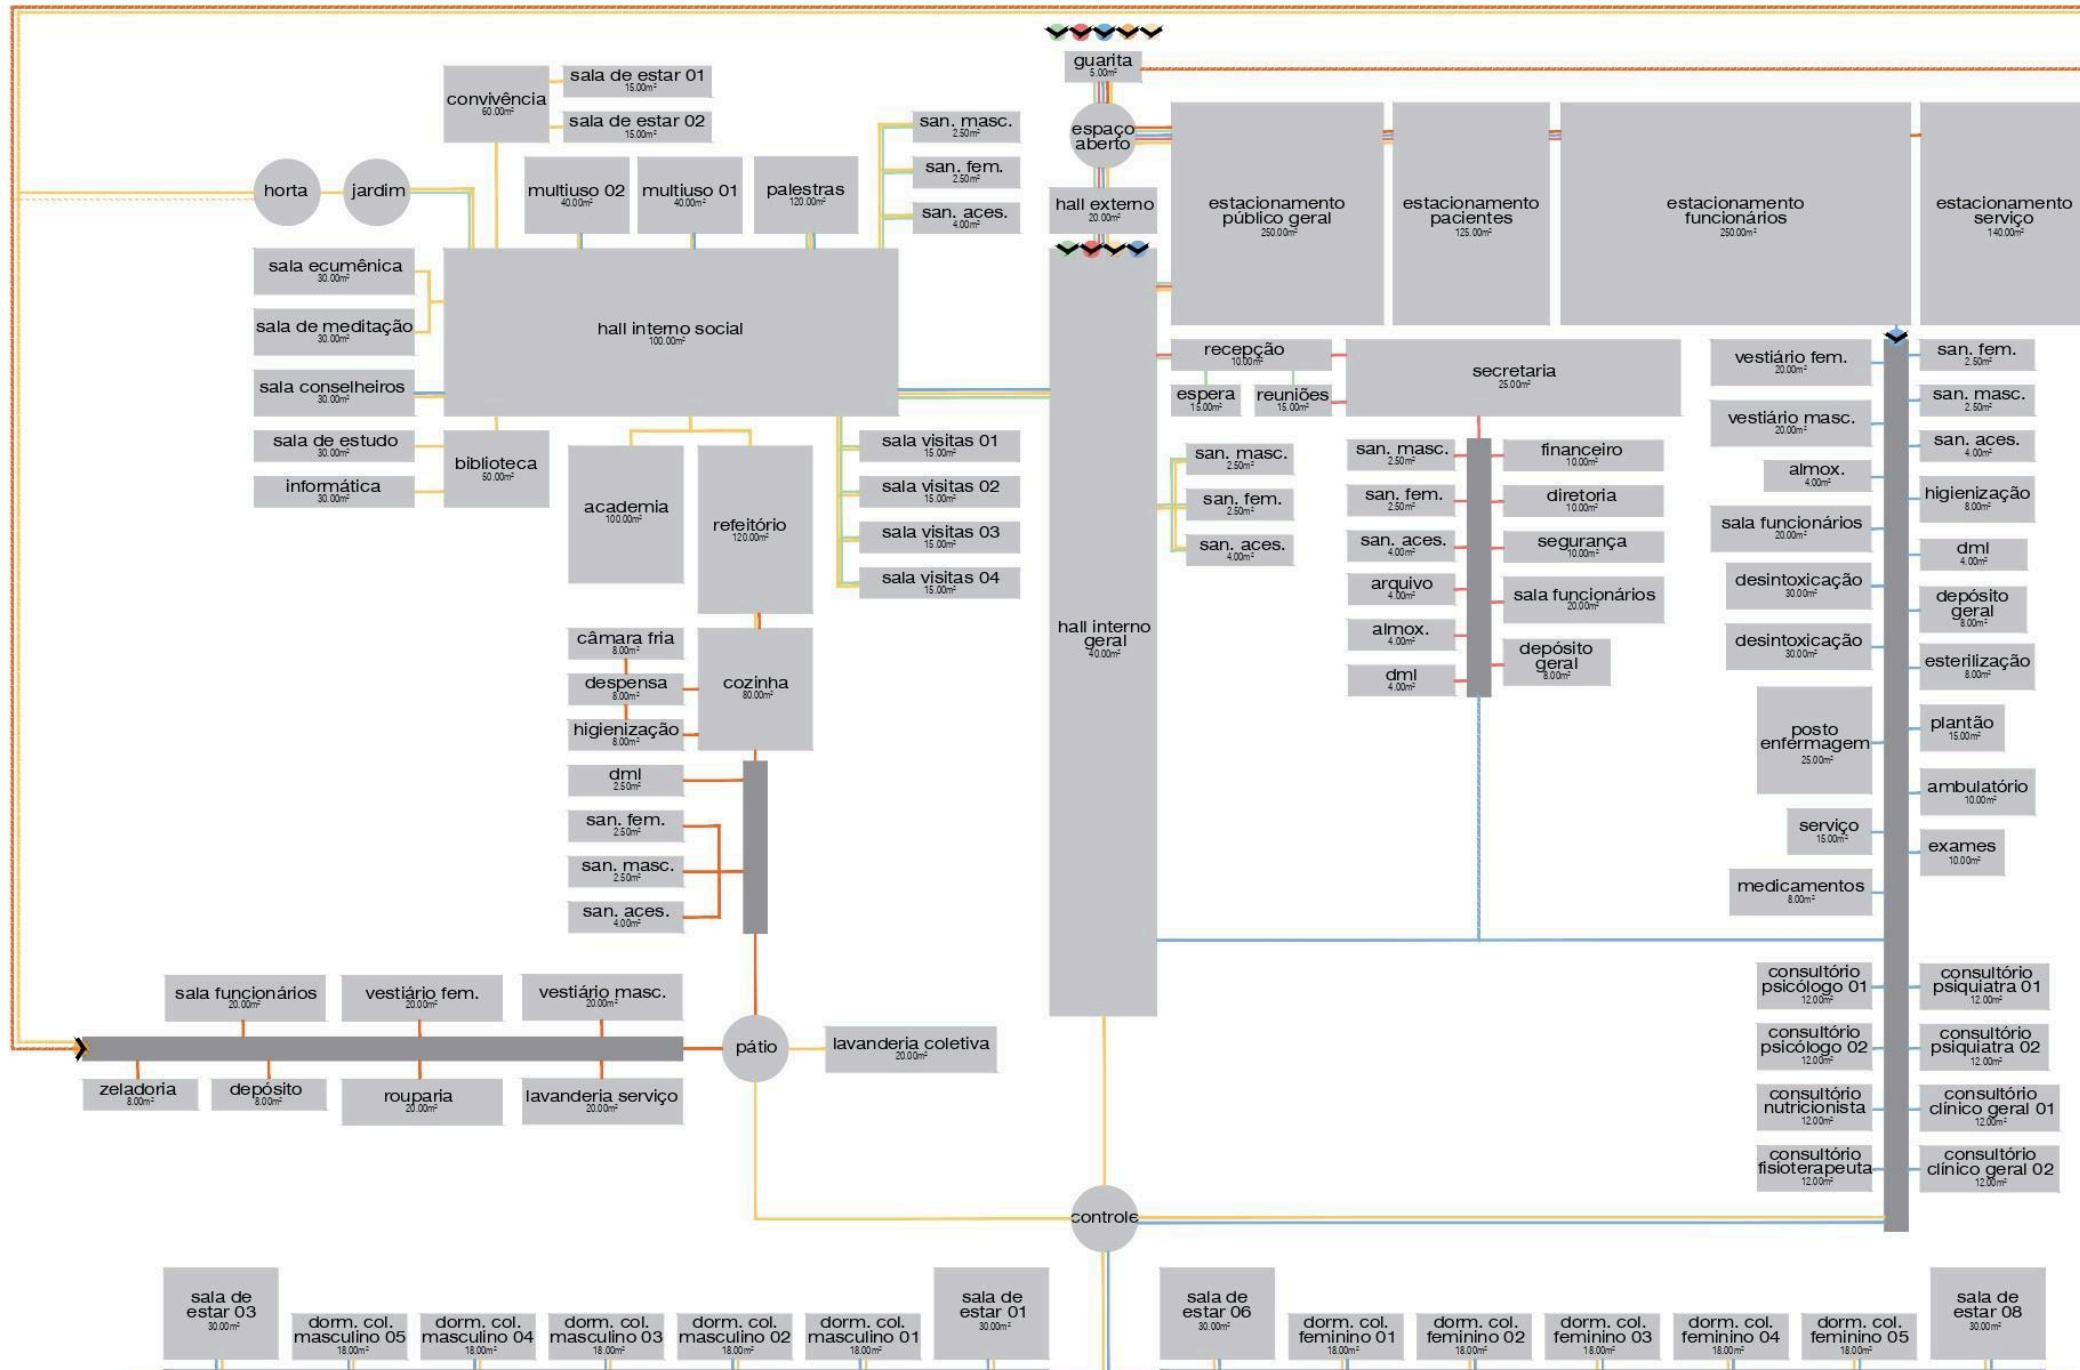 guarita
5.00m²
espaço
aberto
hall externo
20.00m²
convivência
60.00m²
sala de estar 01
15.00m²
sala de estar 02
15.00m²
horta
jardim
multiuso 02
40.00m²
multiuso 01
40.00m²
palestras
120.00m²
san. masc.
2.50m²
san. fem.
2.50m²
san. aces.
4.00m²
estacionamento
público geral
250.00m²
estacionamento
pacientes
125.00m²
estacionamento
funcionários
250.00m²
estacionamento
serviço
140.00m²
sala ecumênica
30.00m²
sala de meditação
30.00m²
sala conselheiros
30.00m²
hall interno social
100.00m²
sala de estudo
30.00m²
informática
30.00m²
biblioteca
50.00m²
academia
100.00m²
refeitório
120.00m²
sala visitas 01
15.00m²
sala visitas 02
15.00m²
sala visitas 03
15.00m²
sala visitas 04
15.00m²
câmara fria
8.00m²
despensa
8.00m²
higienização
8.00m²
cozinha
80.00m²
dml
2.50m²
san. fem.
2.50m²
san. masc.
2.50m²
san. aces.
4.00m²
hall interno
geral
40.00m²
recepção
10.00m²
espera
15.00m²
reuniões
15.00m²
secretaria
25.00m²
san. masc.
2.50m²
san. fem.
2.50m²
san. aces.
4.00m²
san. masc.
2.50m²
san. fem.
2.50m²
san. aces.
4.00m²
arquivo
4.00m²
almox.
4.00m²
dml
4.00m²
financeiro
10.00m²
diretoria
10.00m²
segurança
10.00m²
sala funcionários
20.00m²
depósito
geral
8.00m²
vestiário fem.
20.00m²
vestiário masc.
20.00m²
almox.
4.00m²
sala funcionários
20.00m²
desintoxicação
30.00m²
desintoxicação
30.00m²
posto
enfermagem
25.00m²
serviço
15.00m²
medicamentos
8.00m²
san. fem.
2.50m²
san. masc.
2.50m²
san. aces.
4.00m²
higienização
8.00m²
dml
4.00m²
depósito
geral
8.00m²
esterilização
8.00m²
plantão
15.00m²
ambulatório
10.00m²
exames
10.00m²
consultório
psicólogo 01
12.00m²
consultório
psicólogo 02
12.00m²
consultório
nutricionista
12.00m²
consultório
fisioterapeuta
12.00m²
consultório
psiquiatra 01
12.00m²
consultório
psiquiatra 02
12.00m²
consultório
clínico geral 01
12.00m²
consultório
clínico geral 02
12.00m²
sala funcionários
20.00m²
vestiário fem.
20.00m²
vestiário masc.
20.00m²
zeladoria
8.00m²
depósito
8.00m²
rouparia
20.00m²
lavanderia serviço
20.00m²
pátio
lavanderia coletiva
20.00m²
controle
sala de
estar 03
30.00m²
dorm. col.
masculino 05
18.00m²
dorm. col.
masculino 04
18.00m²
dorm. col.
masculino 03
18.00m²
dorm. col.
masculino 02
18.00m²
dorm. col.
masculino 01
18.00m²
sala de
estar 01
30.00m²
sala de
estar 06
30.00m²
dorm. col.
feminino 01
18.00m²
dorm. col.
feminino 02
18.00m²
dorm. col.
feminino 03
18.00m²
dorm. col.
feminino 04
18.00m²
dorm. col.
feminino 05
18.00m²
sala de
estar 08
30.00m²